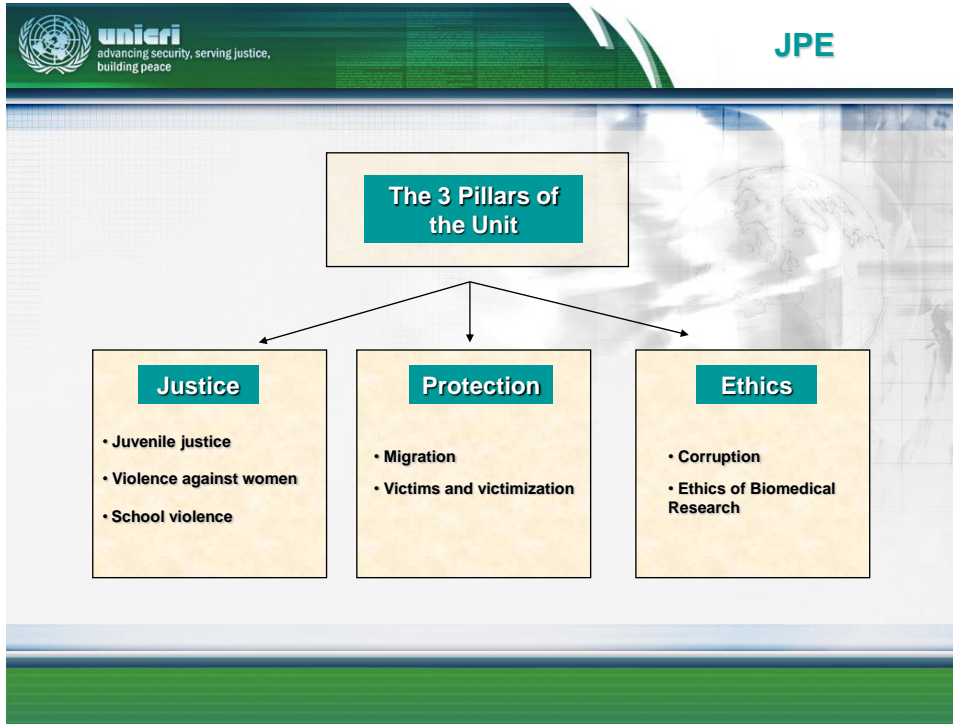 unicri
advancing security, serving justice,
building peace
JPE
The 3 Pillars of
the Unit
Justice
• Juvenile justice
• Violence against women
• School violence
Protection
• Migration
• Victims and victimization
Ethics
• Corruption
• Ethics of Biomedical
Research